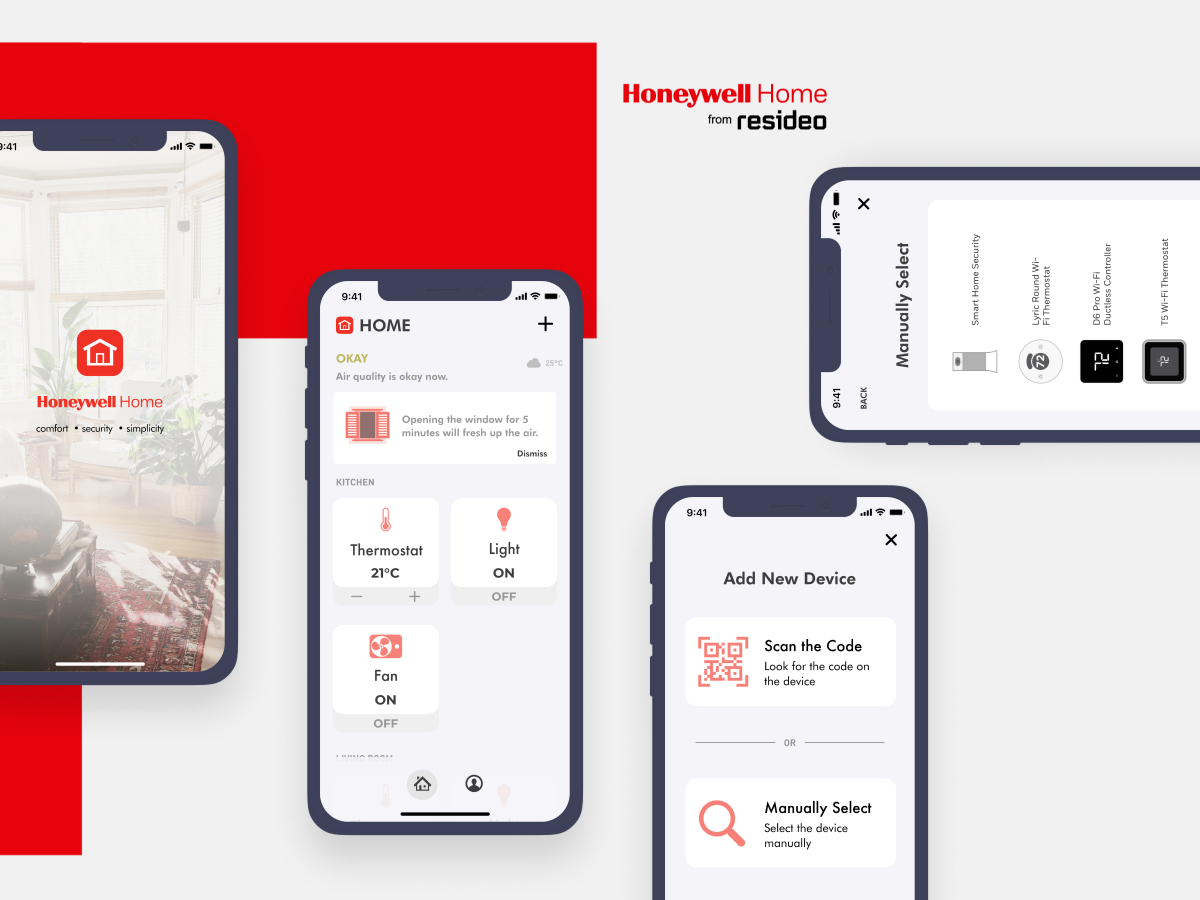 Honeywell Home
from resideo
9:41
Honeywell Home
comfort • security • simplicity
9:41
HOME
OKAY
25°C
Air quality is okay now.
Opening the window for 5
minutes will fresh up the air.
Dismiss
KITCHEN
Thermostat
21°C
Light
ON
OFF
Fan
ON
OFF
LIVING ROOM
9:41
BACK
Manually Select
Smart Home Security
Lyric Round Wi-
Fi Thermostat
72
D6 Pro Wi-Fi
Ductless Controller
72
T5 Wi-Fi Thermostat
72
9:41
Add New Device
Scan the Code
Look for the code on
the device
OR
Manually Select
Select the device
manually